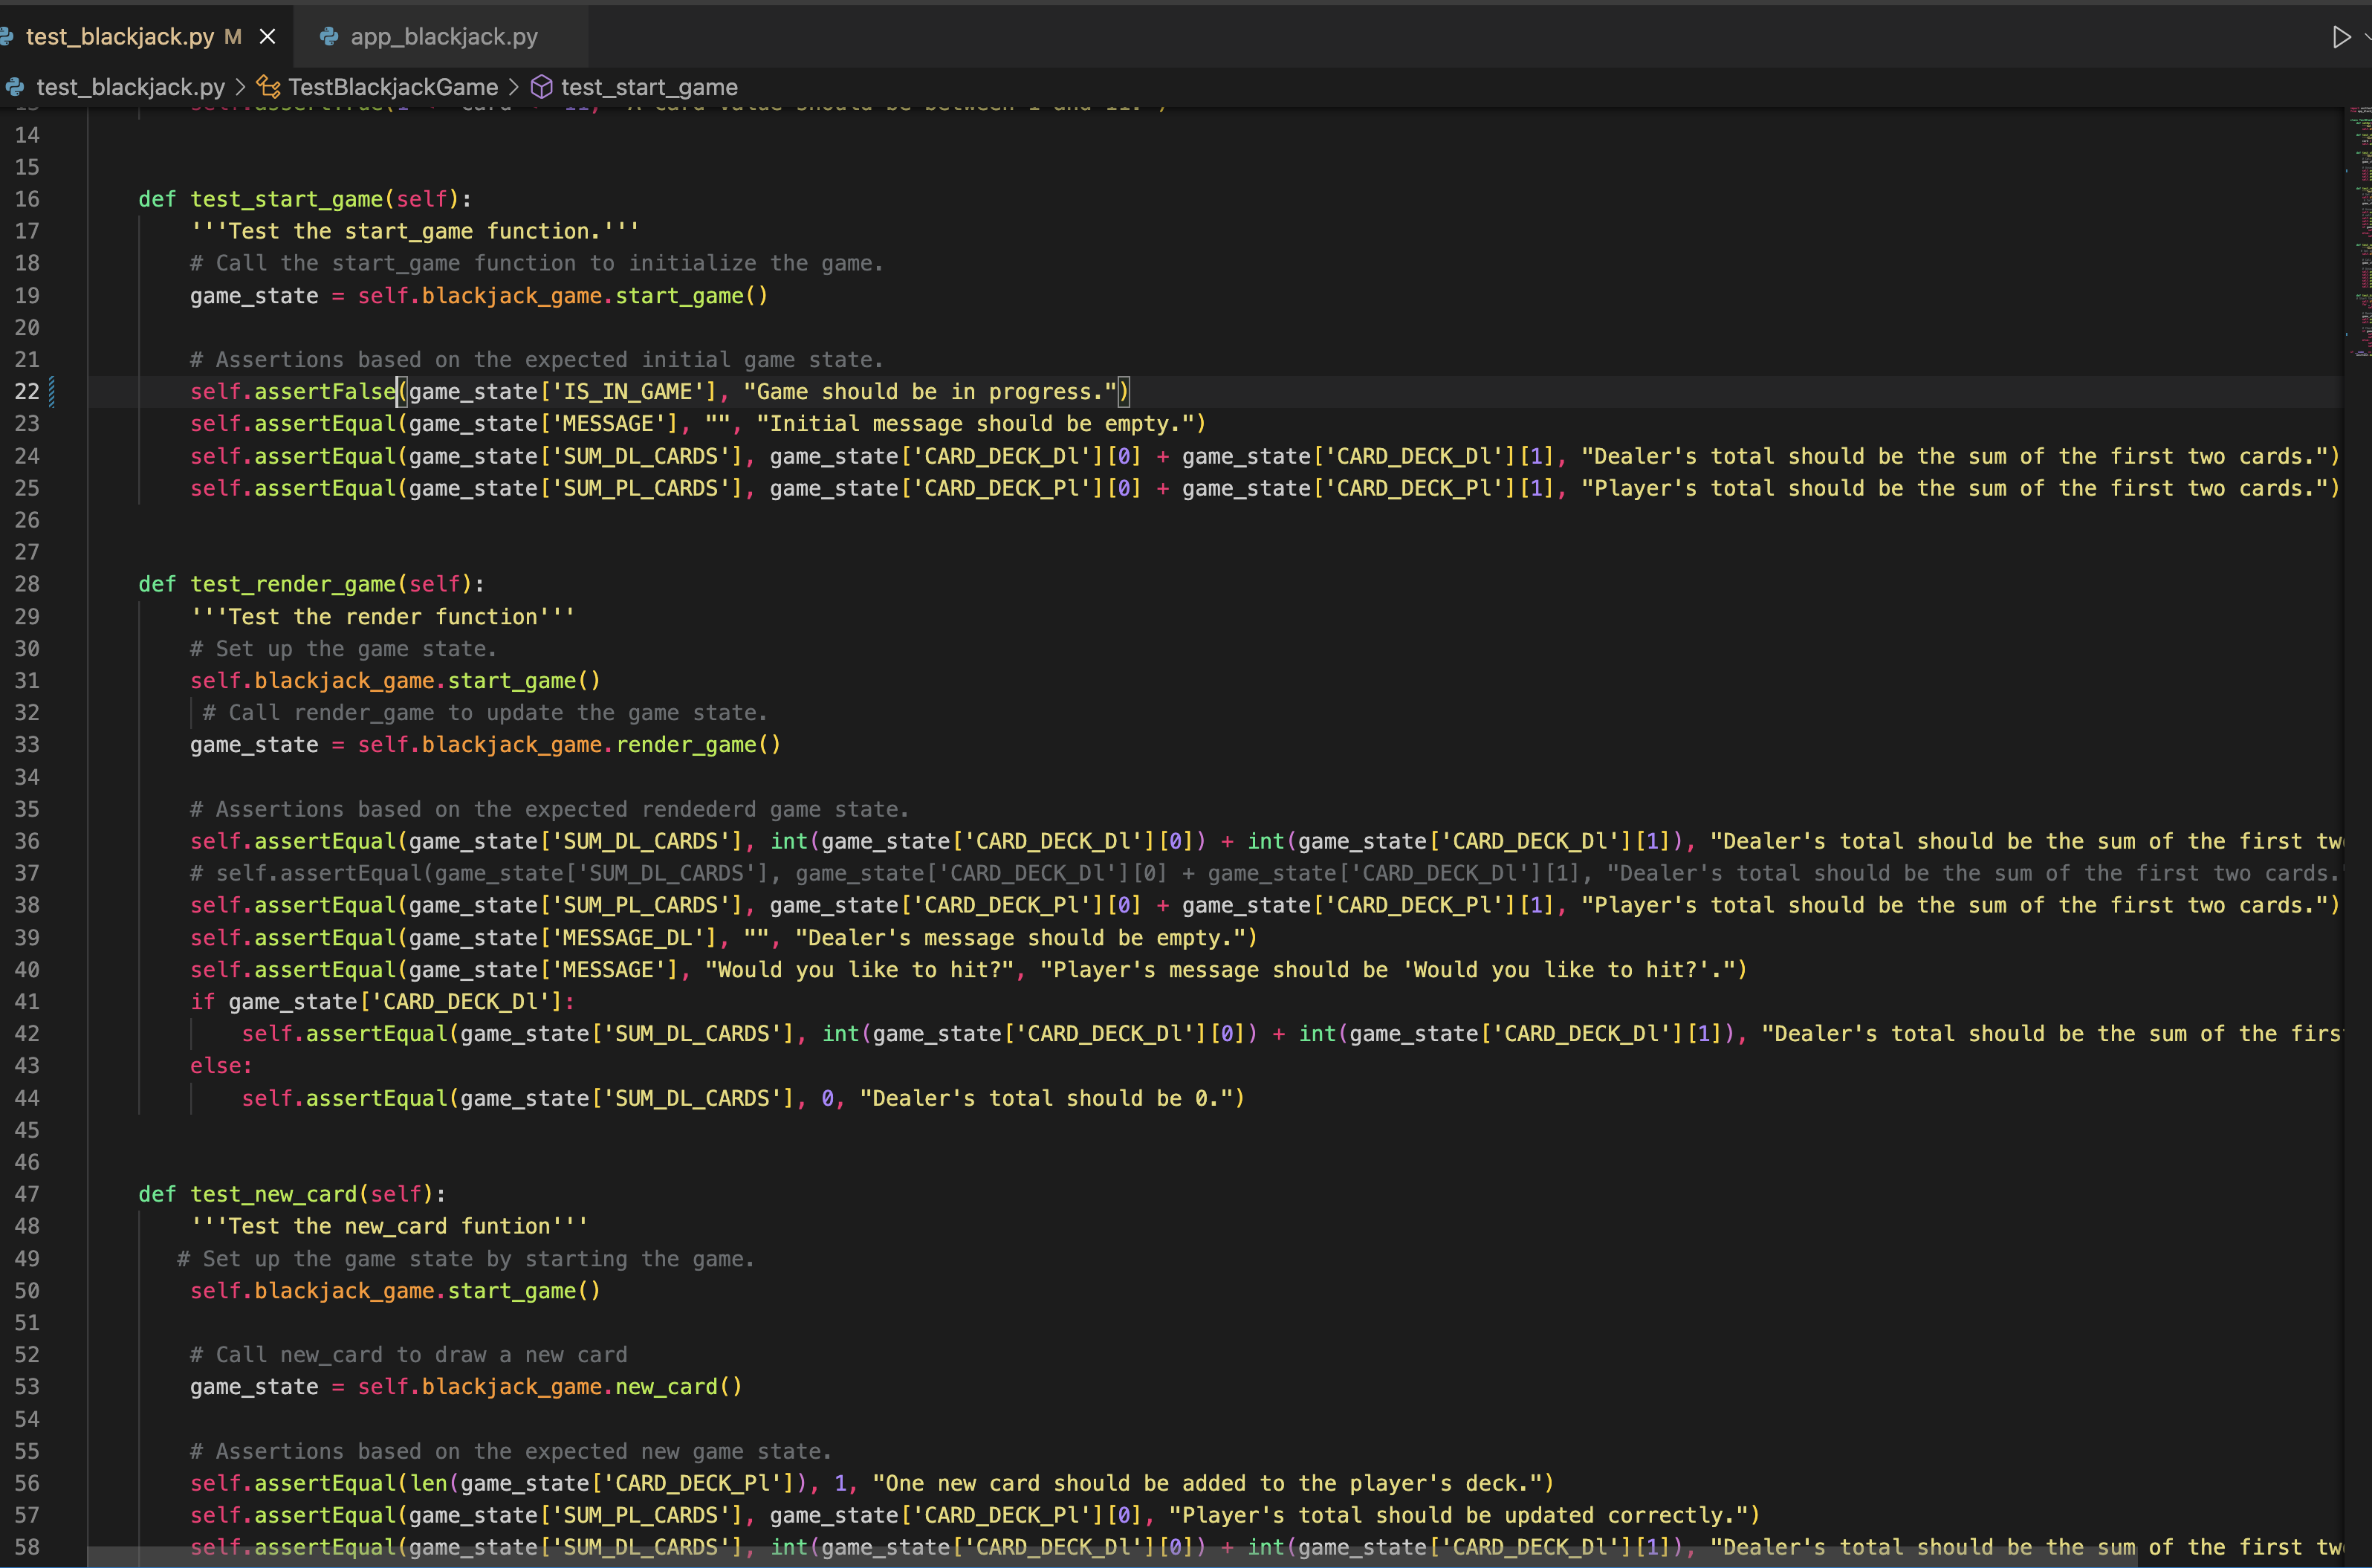 test_blackjack.py M
app_blackjack.py
test_blackjack.py > TestBlackjackGame > test_start_game
14
15
16 def test_start_game(self):
17 '''Test the start_game function.'''
18 # Call the start_game function to initialize the game.
19 game_state = self.blackjack_game.start_game()
20
21 # Assertions based on the expected initial game state.
22 self.assertFalse(game_state['IS_IN_GAME'], "Game should be in progress.")
23 self.assertEqual(game_state['MESSAGE'], "", "Initial message should be empty.")
24 self.assertEqual(game_state['SUM_DL_CARDS'], game_state['CARD_DECK_Dl'][0] + game_state['CARD_DECK_Dl'][1], "Dealer's total should be the sum of the first two cards.")
25 self.assertEqual(game_state['SUM_PL_CARDS'], game_state['CARD_DECK_Pl'][0] + game_state['CARD_DECK_Pl'][1], "Player's total should be the sum of the first two cards.")
26
27
28 def test_render_game(self):
29 '''Test the render function'''
30 # Set up the game state.
31 self.blackjack_game.start_game()
32 # Call render_game to update the game state.
33 game_state = self.blackjack_game.render_game()
34
35 # Assertions based on the expected rendederd game state.
36 self.assertEqual(game_state['SUM_DL_CARDS'], int(game_state['CARD_DECK_Dl'][0]) + int(game_state['CARD_DECK_Dl'][1]), "Dealer's total should be the sum of the first
37 # self.assertEqual(game_state['SUM_DL_CARDS'], game_state['CARD_DECK_Dl'][0] + game_state['CARD_DECK_Dl'][1], "Dealer's total should be the sum of the first two cards.
38 self.assertEqual(game_state['SUM_PL_CARDS'], game_state['CARD_DECK_Pl'][0] + game_state['CARD_DECK_Pl'][1], "Player's total should be the sum of the first two cards.")
39 self.assertEqual(game_state['MESSAGE_DL'], "", "Dealer's message should be empty.")
40 self.assertEqual(game_state['MESSAGE'], "Would you like to hit?", "Player's message should be 'Would you like to hit?'.")
41 if game_state['CARD_DECK_Dl']:
42 self.assertEqual(game_state['SUM_DL_CARDS'], int(game_state['CARD_DECK_Dl'][0]) + int(game_state['CARD_DECK_Dl'][1]), "Dealer's total should be the sum of the
43 else:
44 self.assertEqual(game_state['SUM_DL_CARDS'], 0, "Dealer's total should be 0.")
45
46
47 def test_new_card(self):
48 '''Test the new_card funtion'''
49 # Set up the game state by starting the game.
50 self.blackjack_game.start_game()
51
52 # Call new_card to draw a new card
53 game_state = self.blackjack_game.new_card()
54
55 # Assertions based on the expected new game state.
56 self.assertEqual(len(game_state['CARD_DECK_Pl']), 1, "One new card should be added to the player's deck.")
57 self.assertEqual(game_state['SUM_PL_CARDS'], game_state['CARD_DECK_Pl'][0], "Player's total should be updated correctly.")
58 self.assertEqual(game_state['SUM_DL_CARDS'], int(game_state['CARD_DECK_Dl'][0]) + int(game_state['CARD_DECK_Dl'][1]), "Dealer's total should be the sum of the first